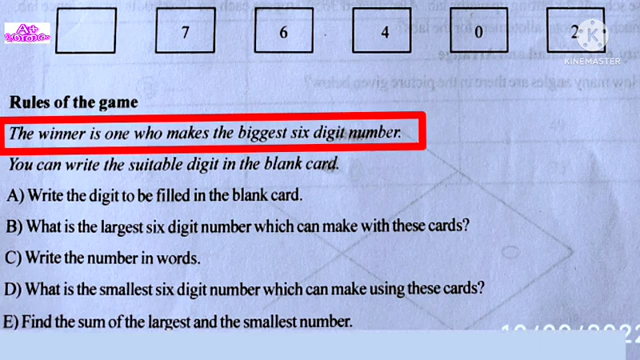 7 6 4 0 2
KINEMASTER
Rules of the game
The winner is one who makes the biggest six digit number.
You can write the suitable digit in the blank card.
A) Write the digit to be filled in the blank card.
B) What is the largest six digit number which can make with these cards?
C) Write the number in words.
D) What is the smallest six digit number which can make using these cards?
E) Find the sum of the largest and the smallest number.